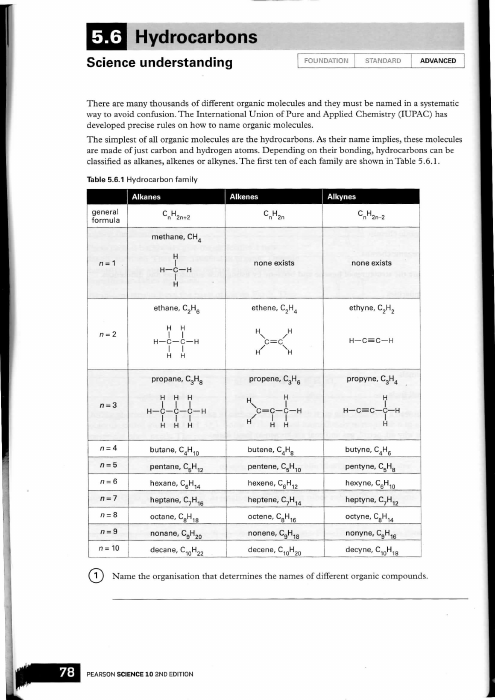 5.6 Hydrocarbons
Science understanding
FOUNDATION STANDARD ADVANCED
There are many thousands of different organic molecules and they must be named in a systematic
way to avoid confusion. The International Union of Pure and Applied Chemistry (IUPAC) has
developed precise rules on how to name organic molecules.
The simplest of all organic molecules are the hydrocarbons. As their name implies, these molecules
are made of just carbon and hydrogen atoms. Depending on their bonding, hydrocarbons can be
classified as alkanes, alkenes or alkynes. The first ten of each family are shown in Table 5.6.1.
Table 5.6.1 Hydrocarbon family
Alkanes Alkenes Alkynes
general
formula
CnH2n+2 CnH2n CnH2n–2
methane, CH4
H
n = 1 H–C–H none exists none exists
H
ethane, C2H6 ethene, C2H4 ethyne, C2H2
H H H H
n = 2 H–C–C–H C=C H–C≡C–H
H H H H
propane, C3H8 propene, C3H6 propyne, C3H4
H H H H H H
n = 3 H–C–C–C–H C=C–C–H H–C≡C–C–H
H H H H H H H
n = 4 butane, C4H10 butene, C4H8 butyne, C4H6
n = 5 pentane, C5H12 pentene, C5H10 pentyne, C5H8
n = 6 hexane, C6H14 hexene, C6H12 hexyne, C6H10
n = 7 heptane, C7H16 heptene, C7H14 heptyne, C7H12
n = 8 octane, C8H18 octene, C8H16 octyne, C8H14
n = 9 nonane, C9H20 nonene, C9H18 nonyne, C9H16
n = 10 decane, C10H22 decene, C10H20 decyne, C10H18
1 Name the organisation that determines the names of different organic compounds.
78 PEARSON SCIENCE 10 2ND EDITION